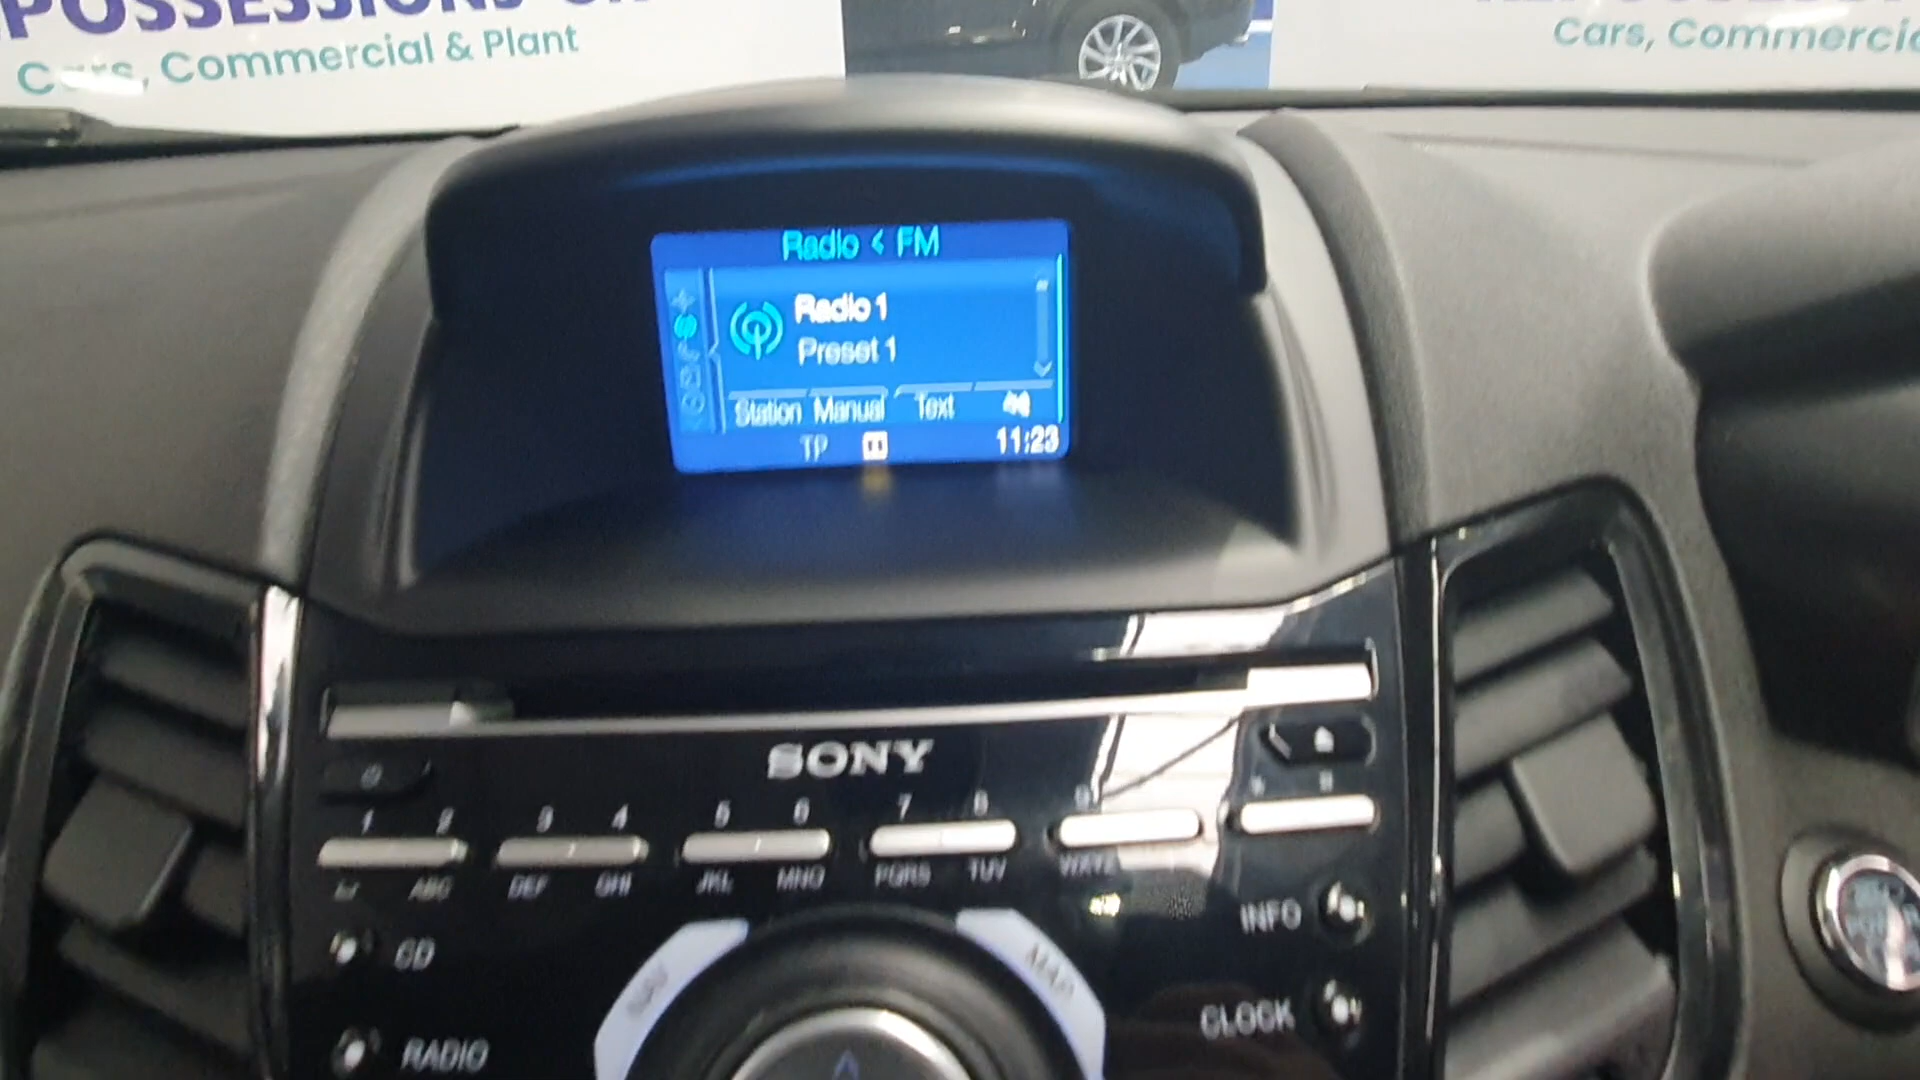 Cars, Commercial & Plant
Cars, Commercial
Radio < FM
Radio 1
Preset 1
Station Manual Text
TP 11:23
SONY
1 2 3 4 5 6 7 8 9
ABC DEF GHI JKL MNO PQRS TUV WXYZ
INFO
CD
MAP
CLOCK
RADIO